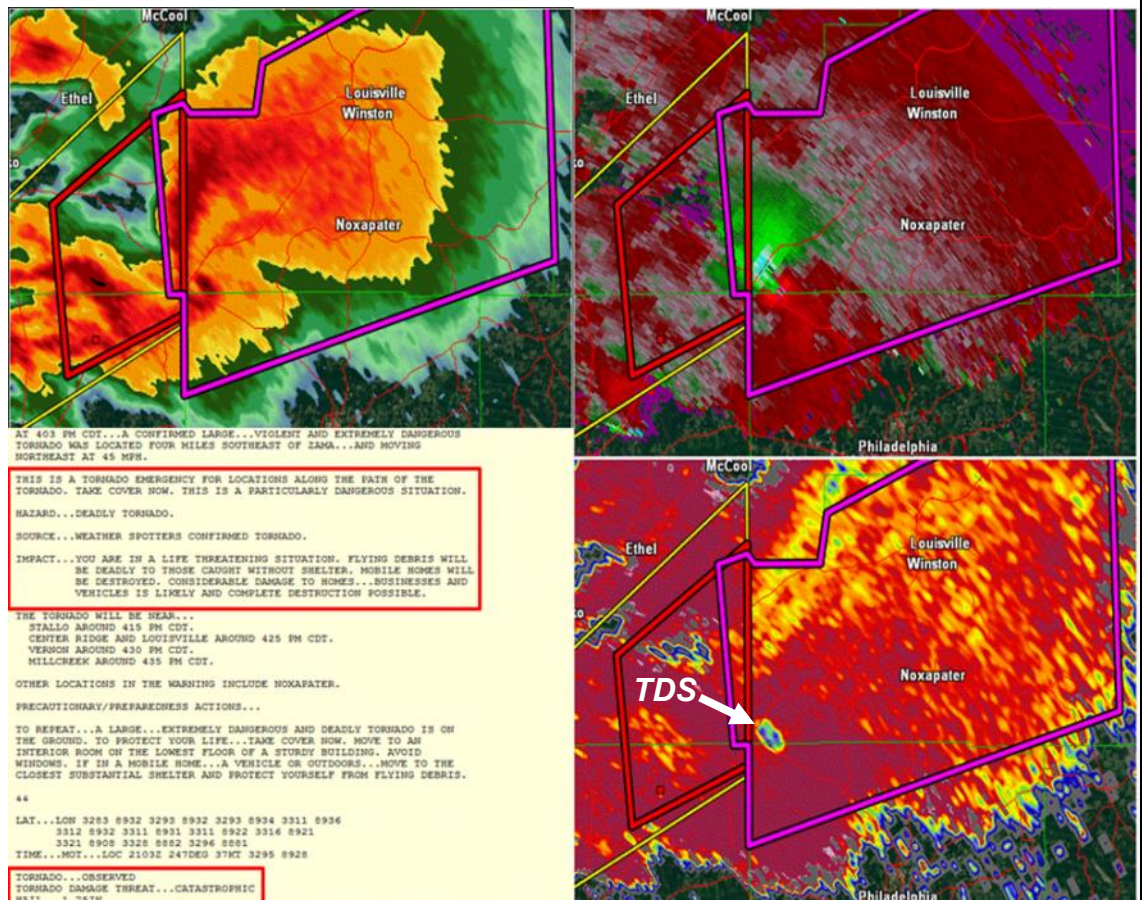 McCool
Ethel
Louisville
Winston
Noxapater
McCool
Ethel
Louisville
Winston
Noxapater
Philadelphia
AT 403 PM CDT...A CONFIRMED LARGE...VIOLENT AND EXTREMELY DANGEROUS
TORNADO WAS LOCATED FOUR MILES SOUTHEAST OF ZAMA...AND MOVING
NORTHEAST AT 45 MPH.
THIS IS A TORNADO EMERGENCY FOR LOCATIONS ALONG THE PATH OF THE
TORNADO. TAKE COVER NOW. THIS IS A PARTICULARLY DANGEROUS SITUATION.
HAZARD...DEADLY TORNADO.
SOURCE...WEATHER SPOTTERS CONFIRMED TORNADO.
IMPACT...YOU ARE IN A LIFE THREATENING SITUATION. FLYING DEBRIS WILL
BE DEADLY TO THOSE CAUGHT WITHOUT SHELTER. MOBILE HOMES WILL
BE DESTROYED. CONSIDERABLE DAMAGE TO HOMES...BUSINESSES AND
VEHICLES IS LIKELY AND COMPLETE DESTRUCTION POSSIBLE.
THE TORNADO WILL BE NEAR...
STALLO AROUND 415 PM CDT.
CENTER RIDGE AND LOUISVILLE AROUND 425 PM CDT.
VERNON AROUND 430 PM CDT.
MILLCREEK AROUND 435 PM CDT.
OTHER LOCATIONS IN THE WARNING INCLUDE NOXAPATER.
PRECAUTIONARY/PREPAREDNESS ACTIONS...
TO REPEAT...A LARGE...EXTREMELY DANGEROUS AND DEADLY TORNADO IS ON
THE GROUND. TO PROTECT YOUR LIFE...TAKE COVER NOW. MOVE TO AN
INTERIOR ROOM ON THE LOWEST FLOOR OF A STURDY BUILDING. AVOID
WINDOWS. IF IN A MOBILE HOME...A VEHICLE OR OUTDOORS...MOVE TO THE
CLOSEST SUBSTANTIAL SHELTER AND PROTECT YOURSELF FROM FLYING DEBRIS.
&&
LAT...LON 3283 8932 3293 8932 3293 8934 3311 8936
3312 8932 3311 8931 3311 8922 3316 8921
3321 8908 3328 8882 3296 8881
TIME...MOT...LOC 2103Z 247DEG 37KT 3295 8928
TORNADO...OBSERVED
TORNADO DAMAGE THREAT...CATASTROPHIC
HAIL...1.75IN
McCool
Ethel
Louisville
Winston
Noxapater
TDS
Philadelphia